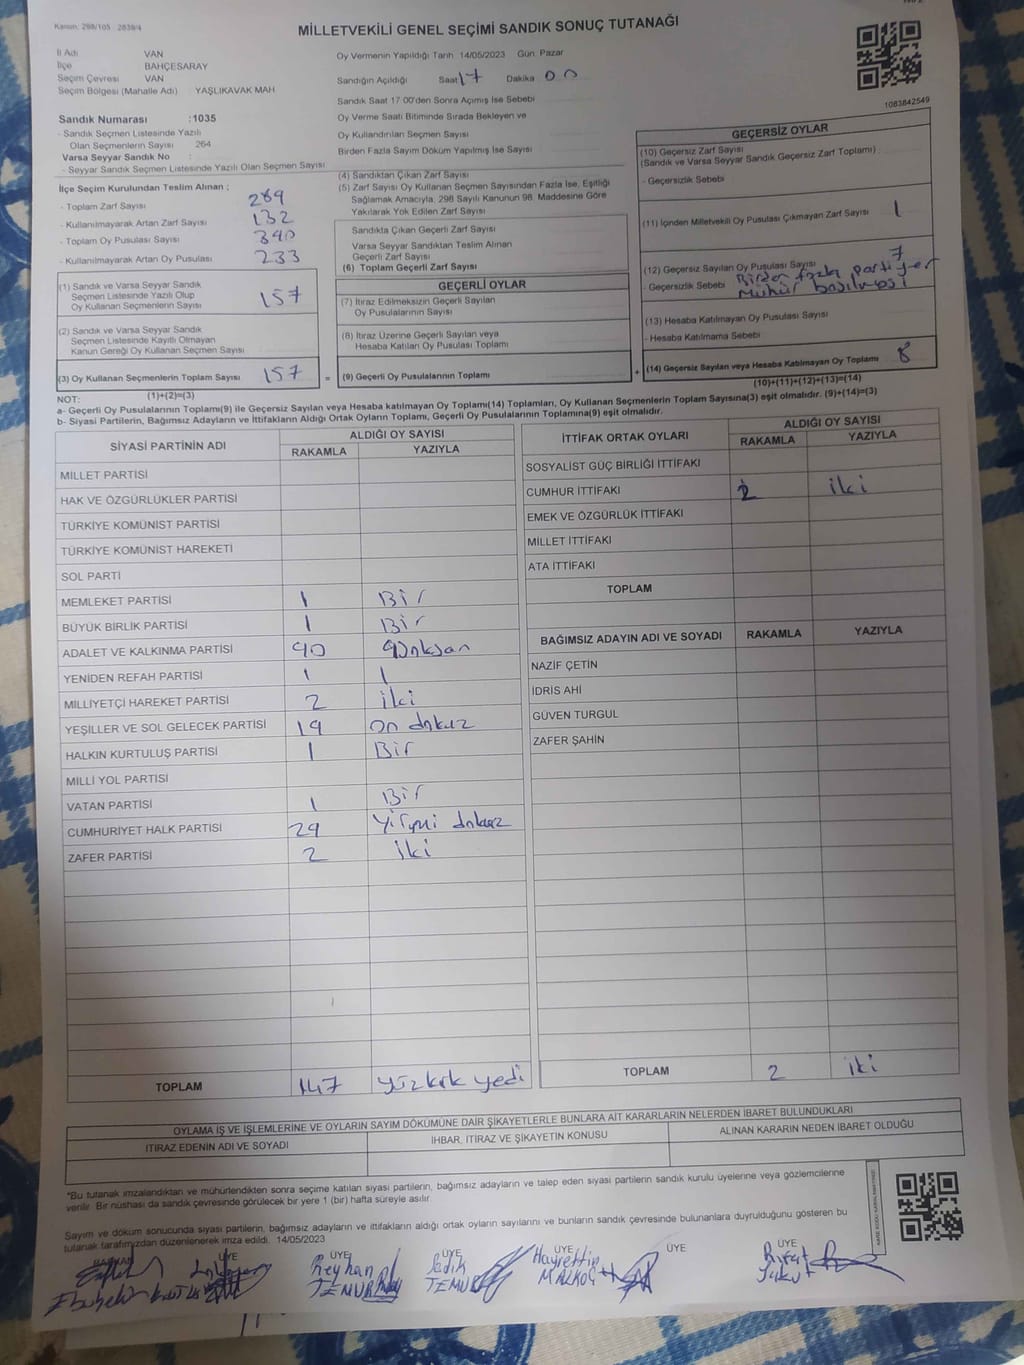 Kanun: 298/105 2839/4
MİLLETVEKİLİ GENEL SEÇİMİ SANDIK SONUÇ TUTANAĞI
İl Adı VAN
İlçe BAHÇESARAY
Seçim Çevresi VAN
Seçim Bölgesi (Mahalle Adı) : YAŞLIKAVAK MAH
Oy Vermenin Yapıldığı Tarih 14/05/2023 Gün: Pazar
Sandığın Açıldığı Saat 17 Dakika 00
Sandık Saat 17 00'den Sonra Açımış İse Sebebi
Oy Verme Saati Bitiminde Sırada Bekleyen ve
Oy Kullandırılan Seçmen Sayısı
Birden Fazla Sayım Döküm Yapılmış İse Sayısı
1083842549
Sandık Numarası :1035
- Sandık Seçmen Listesinde Yazılı
Olan Seçmenlerin Sayısı 264
Varsa Seyyar Sandık No :
- Seyyar Sandık Seçmen Listesinde Yazılı Olan Seçmen Sayısı
İlçe Seçim Kurulundan Teslim Alınan ;
- Toplam Zarf Sayısı 289
- Kullanılmayarak Artan Zarf Sayısı 132
- Toplam Oy Pusulası Sayısı 390
- Kullanılmayarak Artan Oy Pusulası 233
(1) Sandık ve Varsa Seyyar Sandık
Seçmen Listesinde Yazılı Olup
Oy Kullanan Seçmenlerin Sayısı 157
(2) Sandık ve Varsa Seyyar Sandık
Seçmen Listesinde Kayıtlı Olmayan
Kanun Gereği Oy Kullanan Seçmen Sayısı
(3) Oy Kullanan Seçmenlerin Toplam Sayısı 157
(1)+(2)=(3)
(4) Sandıktan Çıkan Zarf Sayısı
(5) Zarf Sayısı Oy Kullanan Seçmen Sayısından Fazla İse, Eşitliği
Sağlamak Amacıyla, 298 Sayılı Kanunun 98. Maddesine Göre
Yakılarak Yok Edilen Zarf Sayısı
Sandıkta Çıkan Geçerli Zarf Sayısı
Varsa Seyyar Sandıktan Teslim Alınan
Geçerli Zarf Sayısı
(6) Toplam Geçerli Zarf Sayısı
GEÇERLİ OYLAR
(7) İtiraz Edilmeksizin Geçerli Sayılan
Oy Pusulalarının Sayısı
(8) İtiraz Üzerine Geçerli Sayılan veya
Hesaba Katılan Oy Pusulası Toplamı
= (9) Geçerli Oy Pusulalarının Toplamı +
GEÇERSİZ OYLAR
(10) Geçersiz Zarf Sayısı
(Sandık ve Varsa Seyyar Sandık Geçersiz Zarf Toplamı) :
- Geçersizlik Sebebi :
(11) İçinden Milletvekili Oy Pusulası Çıkmayan Zarf Sayısı 1
(12) Geçersiz Sayılan Oy Pusulası Sayısı 7
- Geçersizlik Sebebi Birden fazla partiyer
mühür basılması
(13) Hesaba Katılmayan Oy Pusulası Sayısı
- Hesaba Katılmama Sebebi
(14) Geçersiz Sayılan veya Hesaba Katılmayan Oy Toplamı 8
(10)+(11)+(12)+(13)=(14)
NOT:
a- Geçerli Oy Pusulalarının Toplamı(9) ile Geçersiz Sayılan veya Hesaba Katılmayan Oy Toplamı(14) Toplamları, Oy Kullanan Seçmenlerin Toplam Sayısına(3) eşit olmalıdır. (9)+(14)=(3)
b- Siyasi Partilerin, Bağımsız Adayların ve İttifakların Aldığı Ortak Oyların Toplamı, Geçerli Oy Pusulalarının Toplamına(9) eşit olmalıdır.
SİYASİ PARTİNİN ADI ALDIĞI OY SAYISI
RAKAMLA YAZIYLA
MİLLET PARTİSİ
HAK VE ÖZGÜRLÜKLER PARTİSİ
TÜRKİYE KOMÜNİST PARTİSİ
TÜRKİYE KOMÜNİST HAREKETİ
SOL PARTİ
MEMLEKET PARTİSİ 1 Bir
BÜYÜK BİRLİK PARTİSİ 1 Bir
ADALET VE KALKINMA PARTİSİ 90
YENİDEN REFAH PARTİSİ 1 1
MİLLİYETÇİ HAREKET PARTİSİ 2 iki
YEŞİLLER VE SOL GELECEK PARTİSİ 19 on dokuz
HALKIN KURTULUŞ PARTİSİ 1 Bir
MİLLİ YOL PARTİSİ
VATAN PARTİSİ 1 Bir
CUMHURİYET HALK PARTİSİ 29 Yirmi dokuz
ZAFER PARTİSİ 2 iki
TOPLAM 147 yüzkırk yedi
İTTİFAK ORTAK OYLARI ALDIĞI OY SAYISI
RAKAMLA YAZIYLA
SOSYALİST GÜÇ BİRLİĞİ İTTİFAKI
CUMHUR İTTİFAKI 2 iki
EMEK VE ÖZGÜRLÜK İTTİFAKI
MİLLET İTTİFAKI
ATA İTTİFAKI
TOPLAM
BAĞIMSIZ ADAYIN ADI VE SOYADI RAKAMLA YAZIYLA
NAZİF ÇETİN
İDRİS AHİ
GÜVEN TURGUL
ZAFER ŞAHİN
TOPLAM 2 iki
OYLAMA İŞ VE İŞLEMLERİNE VE OYLARIN SAYIM DÖKÜMÜNE DAİR ŞİKAYETLERLE BUNLARA AİT KARARLARIN NELERDEN İBARET BULUNDUKLARI
İTİRAZ EDENİN ADI VE SOYADI İHBAR, İTİRAZ VE ŞİKAYETİN KONUSU ALINAN KARARIN NEDEN İBARET OLDUĞU
*Bu tutanak imzalandıktan ve mühürlendikten sonra seçime katılan siyasi partilerin, bağımsız adayların ve talep eden siyasi partilerin sandık kurulu üyelerine veya gözlemcilerine
verilir. Bir nüshası da sandık çevresinde görülecek bir yere 1 (bir) hafta süreyle asılır.
Sayım ve döküm sonucunda siyasi partilerin, bağımsız adayların ve ittifakların aldığı ortak oyların sayılarını ve bunların sandık çevresinde bulunanlara duyrulduğunu gösteren bu
tutanak tarafımızdan düzenlenerek imza edildi. 14/05/2023
BAŞKAN ÜYE ÜYE ÜYE ÜYE ÜYE ÜYE
Reyhan Sadık Hayrettin Rıfat
TEMUR TEMUR MALKOÇ Yakut